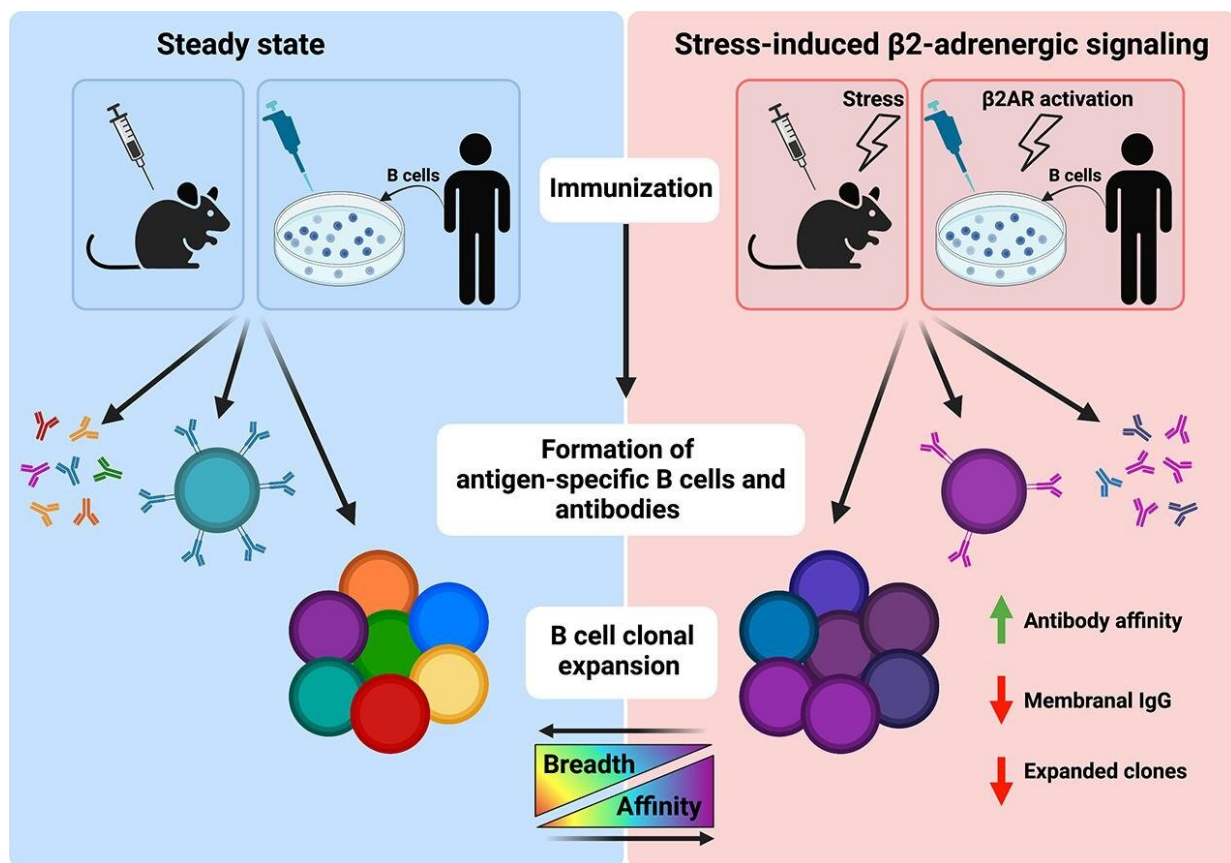 Steady state
Stress-induced β2-adrenergic signaling
B cells
Stress
β2AR activation
B cells
Immunization
Formation of
antigen-specific B cells and
antibodies
B cell clonal
expansion
Antibody affinity
Membranal IgG
Expanded clones
Breadth
Affinity